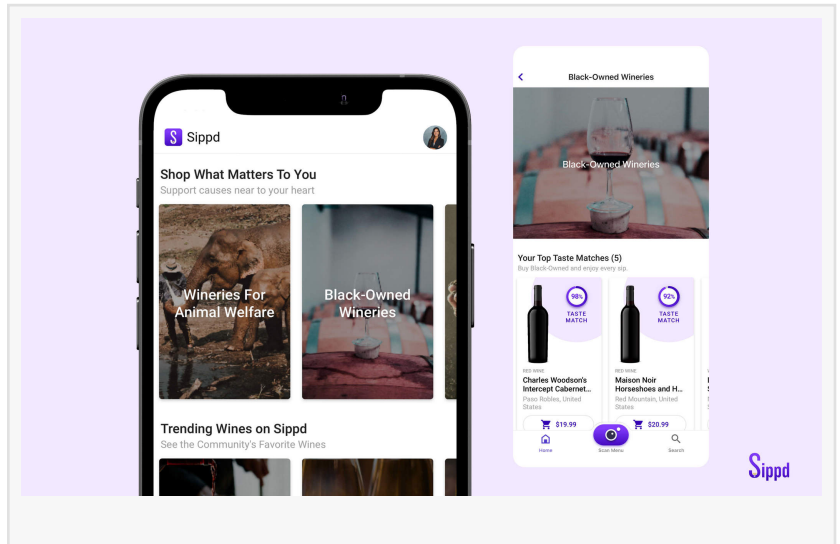 S Sippd
Shop What Matters To You
Support causes near to your heart
Wineries For
Animal Welfare
Black-Owned
Wineries
Trending Wines on Sippd
See the Community's Favorite Wines
Black-Owned Wineries
Black-Owned Wineries
Your Top Taste Matches (5)
Buy Black-Owned and enjoy every sip.
98%
TASTE
MATCH
RED WINE
Charles Woodson's
Intercept Cabernet...
Paso Robles, United
States
$19.99
92%
TASTE
MATCH
RED WINE
Maison Noir
Horseshoes and H...
Red Mountain, United
States
$20.99
Home
Scan Menu
Search
Sippd